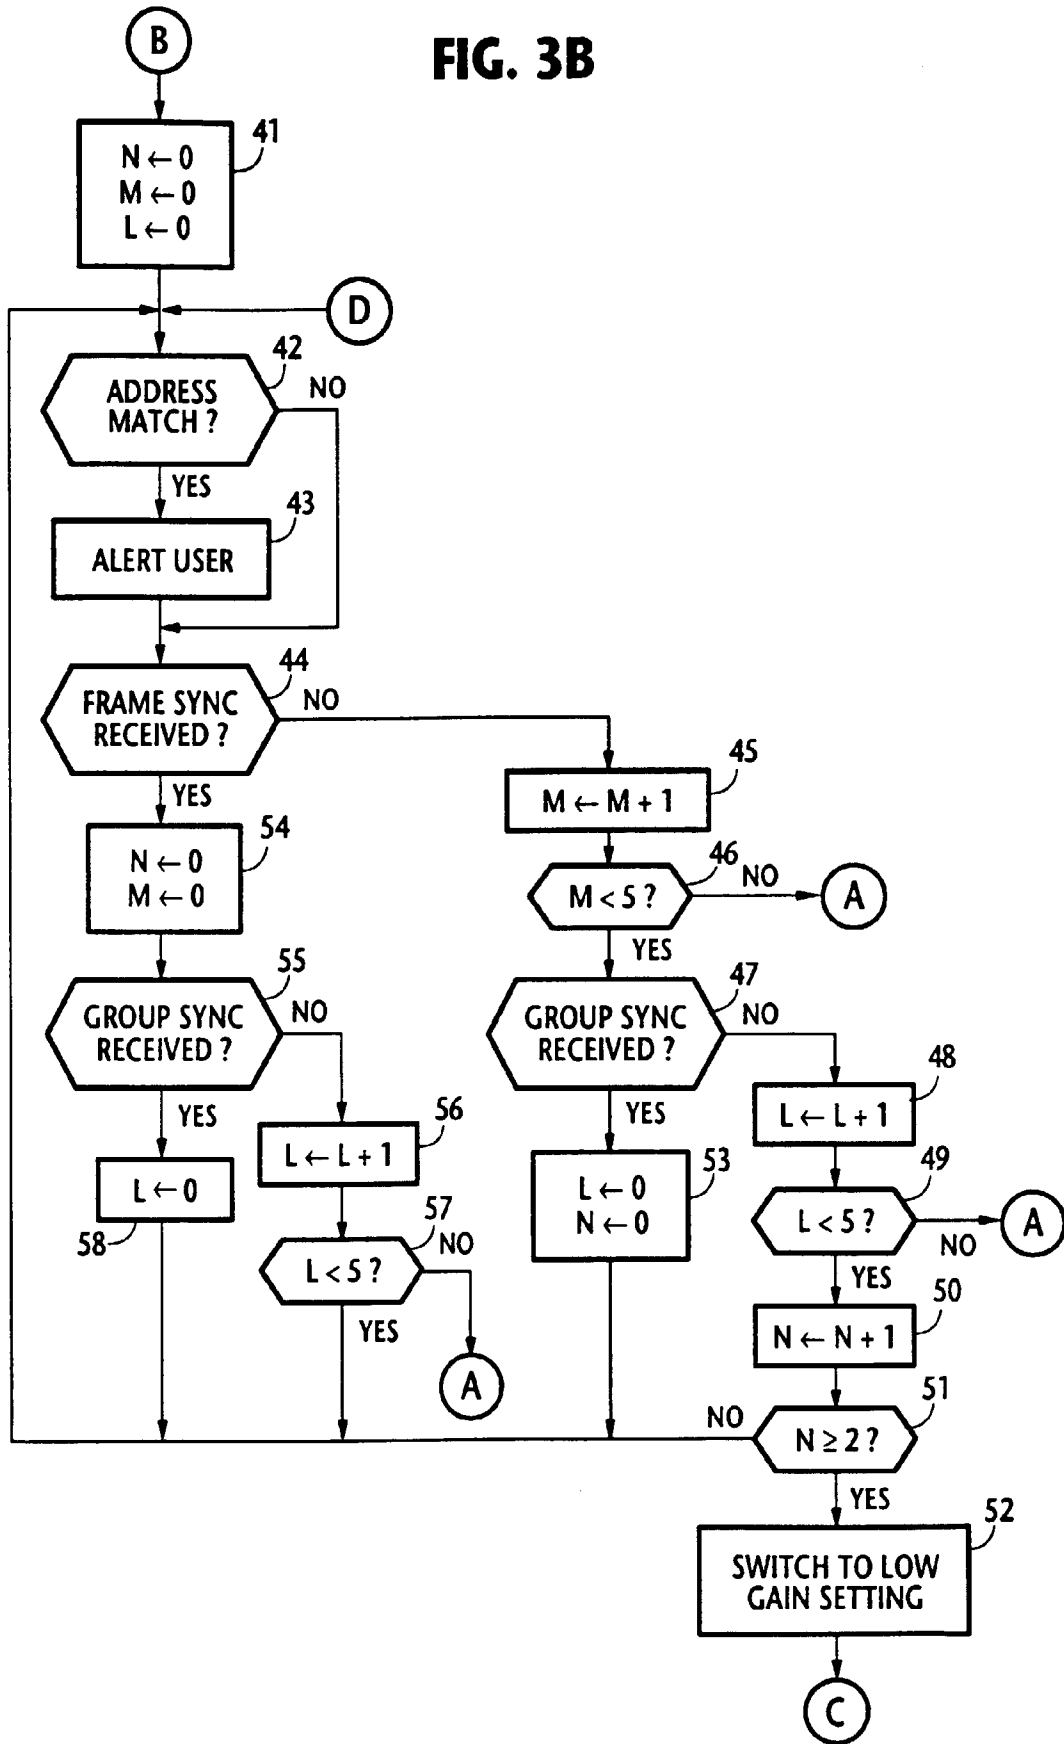 B
FIG. 3B
41
N ← 0
M ← 0
L ← 0
D
42
ADDRESS
MATCH ?
NO
YES
43
ALERT USER
44
FRAME SYNC
RECEIVED ?
NO
YES
45
M ← M + 1
54
N ← 0
M ← 0
46
M < 5 ?
NO
A
YES
55
GROUP SYNC
RECEIVED ?
NO
YES
47
GROUP SYNC
RECEIVED ?
NO
YES
48
L ← L + 1
56
L ← L + 1
53
L ← 0
N ← 0
49
L < 5 ?
NO
A
YES
L ← 0
58
57
L < 5 ?
NO
YES
A
50
N ← N + 1
51
NO
N ≥ 2 ?
YES
52
SWITCH TO LOW
GAIN SETTING
C